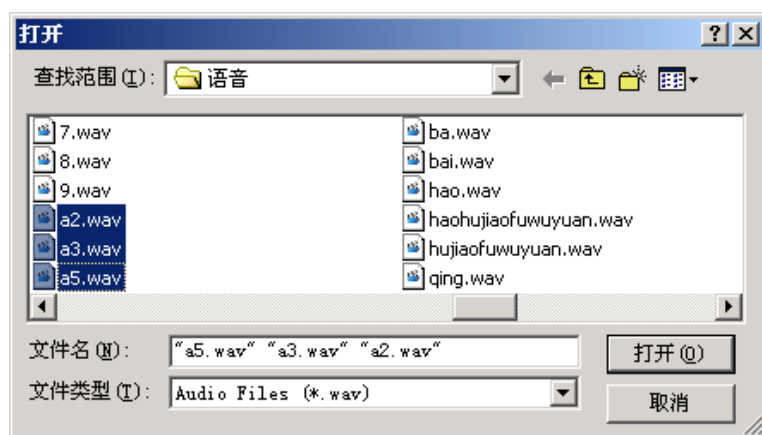 打开
查找范围(I): 语音
7.wav
8.wav
9.wav
a2.wav
a3.wav
a5.wav
ba.wav
bai.wav
hao.wav
haohujiaofuwuyuan.wav
hujiaofuwuyuan.wav
qing.wav
文件名(N): "a5.wav" "a3.wav" "a2.wav"
打开(O)
文件类型(T): Audio Files (*.wav)
取消